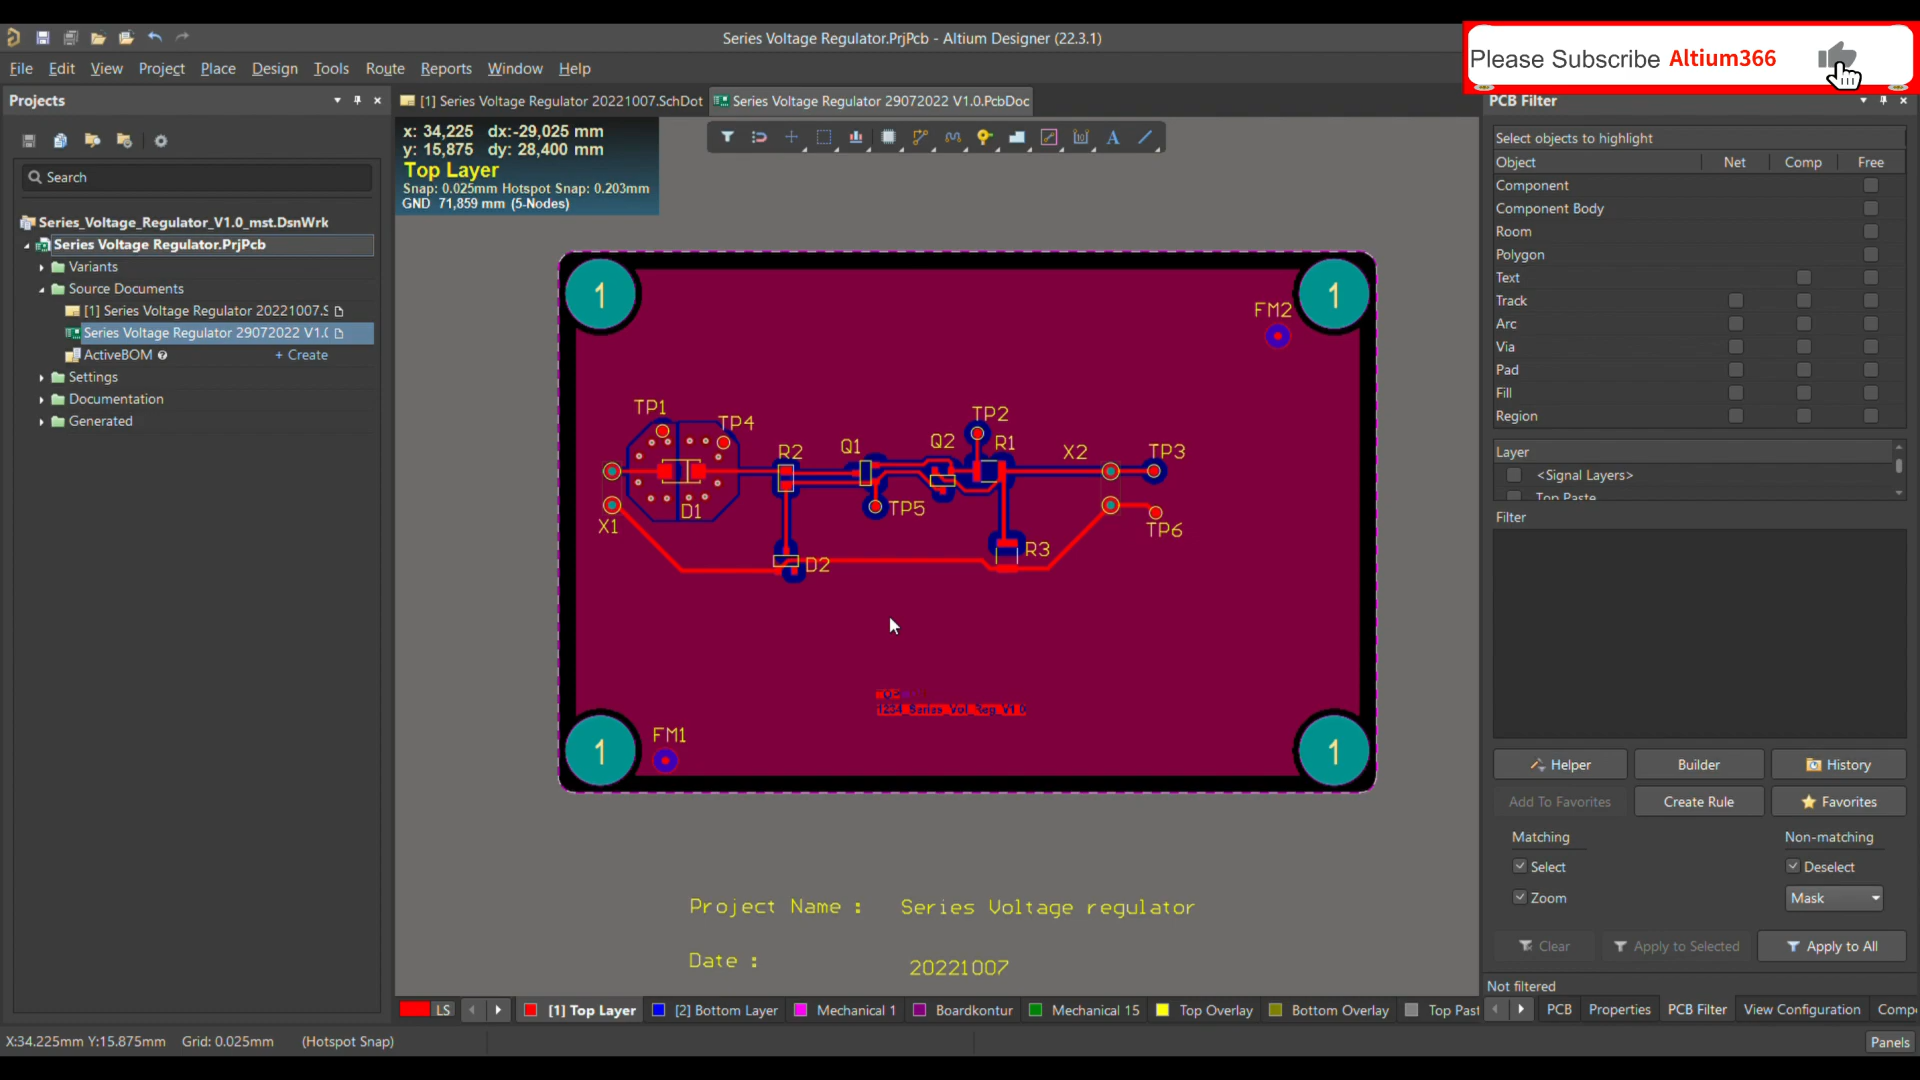 Series Voltage Regulator.PrjPcb - Altium Designer (22.3.1)
Please Subscribe Altium366
File Edit View Project Place Design Tools Route Reports Window Help
Projects
[1] Series Voltage Regulator 20221007.SchDot
Series Voltage Regulator 29072022 V1.0.PcbDoc
PCB Filter
x: 34,225 dx:-29,025 mm
y: 15,875 dy: 28,400 mm
Top Layer
Snap: 0.025mm Hotspot Snap: 0.203mm
GND 71,859 mm (5-Nodes)
Search
Series_Voltage_Regulator_V1.0_mst.DsnWrk
Series Voltage Regulator.PrjPcb
Variants
Source Documents
[1] Series Voltage Regulator 20221007.S
Series Voltage Regulator 29072022 V1.(
ActiveBOM + Create
Settings
Documentation
Generated
1
1
FM2
TP1
TP4
R2
Q1
Q2
TP2
R1
X2
TP3
X1
D1
TP5
TP6
D2
R3
1234_Series_Vol_Reg_V1.0
FM1
1
1
Project Name : Series Voltage regulator
Date : 20221007
Select objects to highlight
Object Net Comp Free
Component
Component Body
Room
Polygon
Text
Track
Arc
Via
Pad
Fill
Region
Layer
<Signal Layers>
Top Paste
Filter
Helper Builder History
Add To Favorites Create Rule Favorites
Matching Non-matching
Select Deselect
Zoom Mask
Clear Apply to Selected Apply to All
Not filtered
LS [1] Top Layer [2] Bottom Layer Mechanical 1 Boardkontur Mechanical 15 Top Overlay Bottom Overlay Top Past
PCB Properties PCB Filter View Configuration Comp
X:34.225mm Y:15.875mm Grid: 0.025mm (Hotspot Snap)
Panels